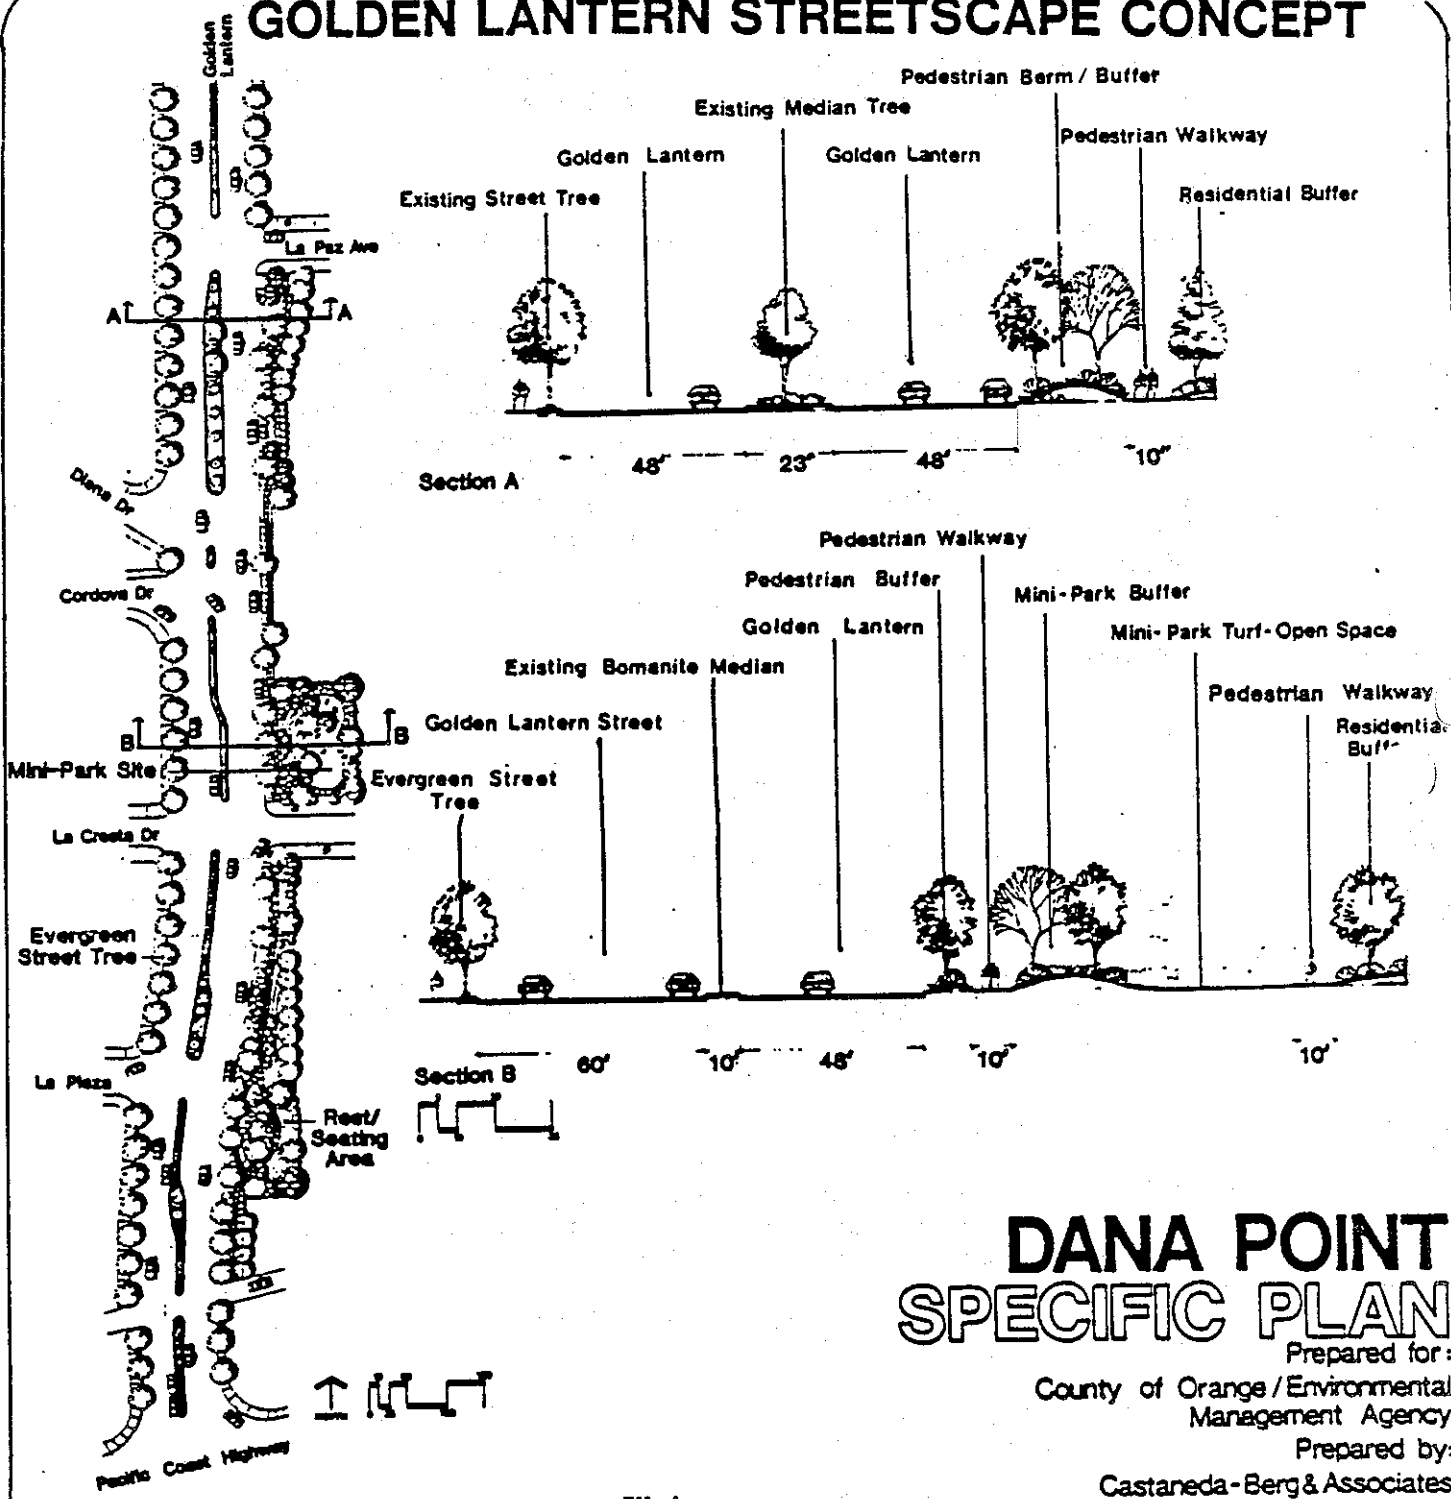 GOLDEN LANTERN STREETSCAPE CONCEPT
Golden
Lantern
Pedestrian Berm / Buffer
Existing Median Tree
Pedestrian Walkway
Golden Lantern
Golden Lantern
Existing Street Tree
Residential Buffer
La Paz Ave
A
A
48'
23'
48'
10"
Section A
Diana Dr
Cordova Dr
Pedestrian Walkway
Pedestrian Buffer
Mini-Park Buffer
Golden Lantern
Mini-Park Turf-Open Space
Existing Bomanite Median
Pedestrian Walkway
Golden Lantern Street
Residential
B
B
Mini-Park Site
Evergreen Street
Tree
La Cresta Dr
Evergreen
Street Tree
60'
10'
48'
10'
10'
Section B
La Plaza
Rest/
Seating
Area
DANA POINT
SPECIFIC PLAN
Prepared for:
County of Orange/Environmental
Management Agency
Prepared by:
Castaneda-Berg & Associates
Pacific Coast Highway